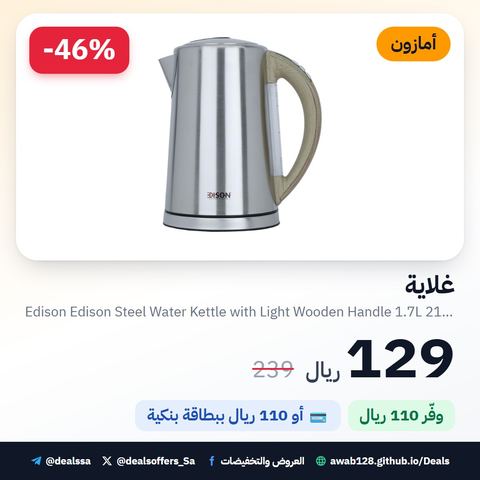 -46%
أمازون
EDISON
غلاية
Edison Edison Steel Water Kettle with Light Wooden Handle 1.7L 21...
129 ريال 239
وفّر 110 ريال
أو 110 ريال ببطاقة بنكية
awab128.github.io/Deals العروض والتخفيضات @dealsoffers_Sa @dealssa